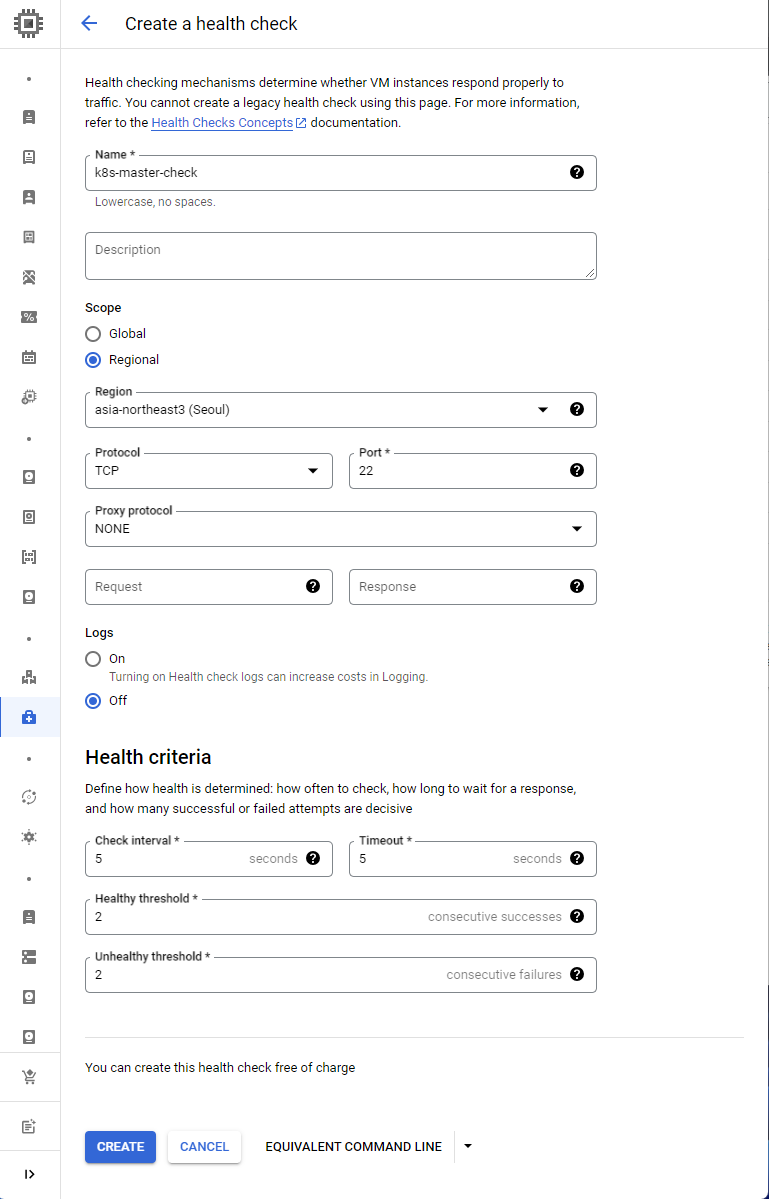 Create a health check
Health checking mechanisms determine whether VM instances respond properly to
traffic. You cannot create a legacy health check using this page. For more information,
refer to the Health Checks Concepts documentation.
Name *
k8s-master-check
Lowercase, no spaces.
Description
Scope
Global
Regional
Region
asia-northeast3 (Seoul)
Protocol
TCP
Port *
22
Proxy protocol
NONE
Request
Response
Logs
On
Turning on Health check logs can increase costs in Logging.
Off
Health criteria
Define how health is determined: how often to check, how long to wait for a response,
and how many successful or failed attempts are decisive
Check interval *
5 seconds
Timeout *
5 seconds
Healthy threshold *
2 consecutive successes
Unhealthy threshold *
2 consecutive failures
You can create this health check free of charge
CREATE CANCEL EQUIVALENT COMMAND LINE